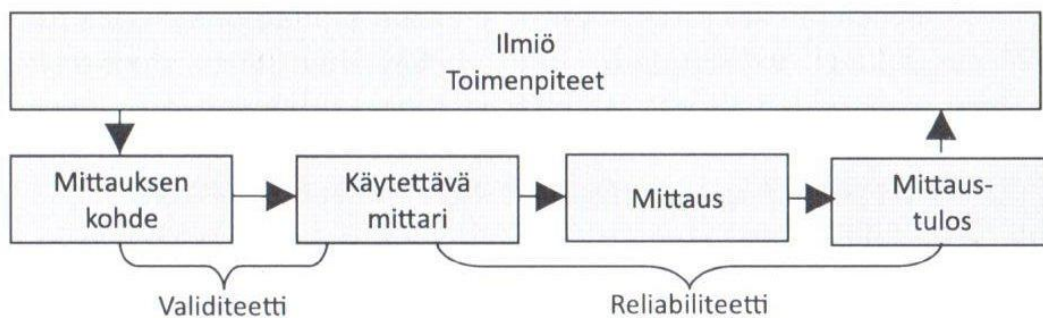 Ilmiö
Toimenpiteet
Mittauksen
kohde
Käytettävä
mittari
Mittaus
Mittaus-
tulos
Validiteetti
Reliabiliteetti